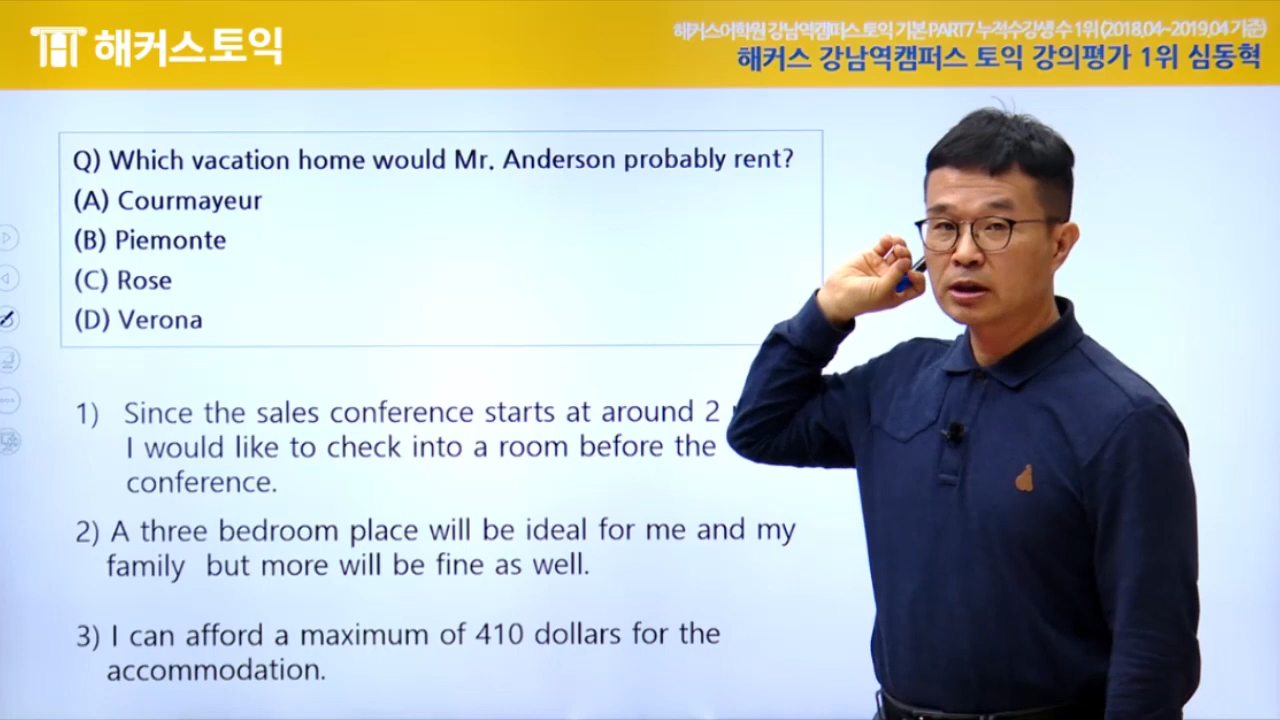 해커스토익
해커스어학원 강남역캠퍼스 토익 기본 PART7 누적수강생 수 1위 (2018.04~2019.04 기준)
해커스 강남역캠퍼스 토익 강의평가 1위 심동혁
Q) Which vacation home would Mr. Anderson probably rent?
(A) Courmayeur
(B) Piemonte
(C) Rose
(D) Verona
1) Since the sales conference starts at around 2
I would like to check into a room before the
conference.
2) A three bedroom place will be ideal for me and my
family but more will be fine as well.
3) I can afford a maximum of 410 dollars for the
accommodation.